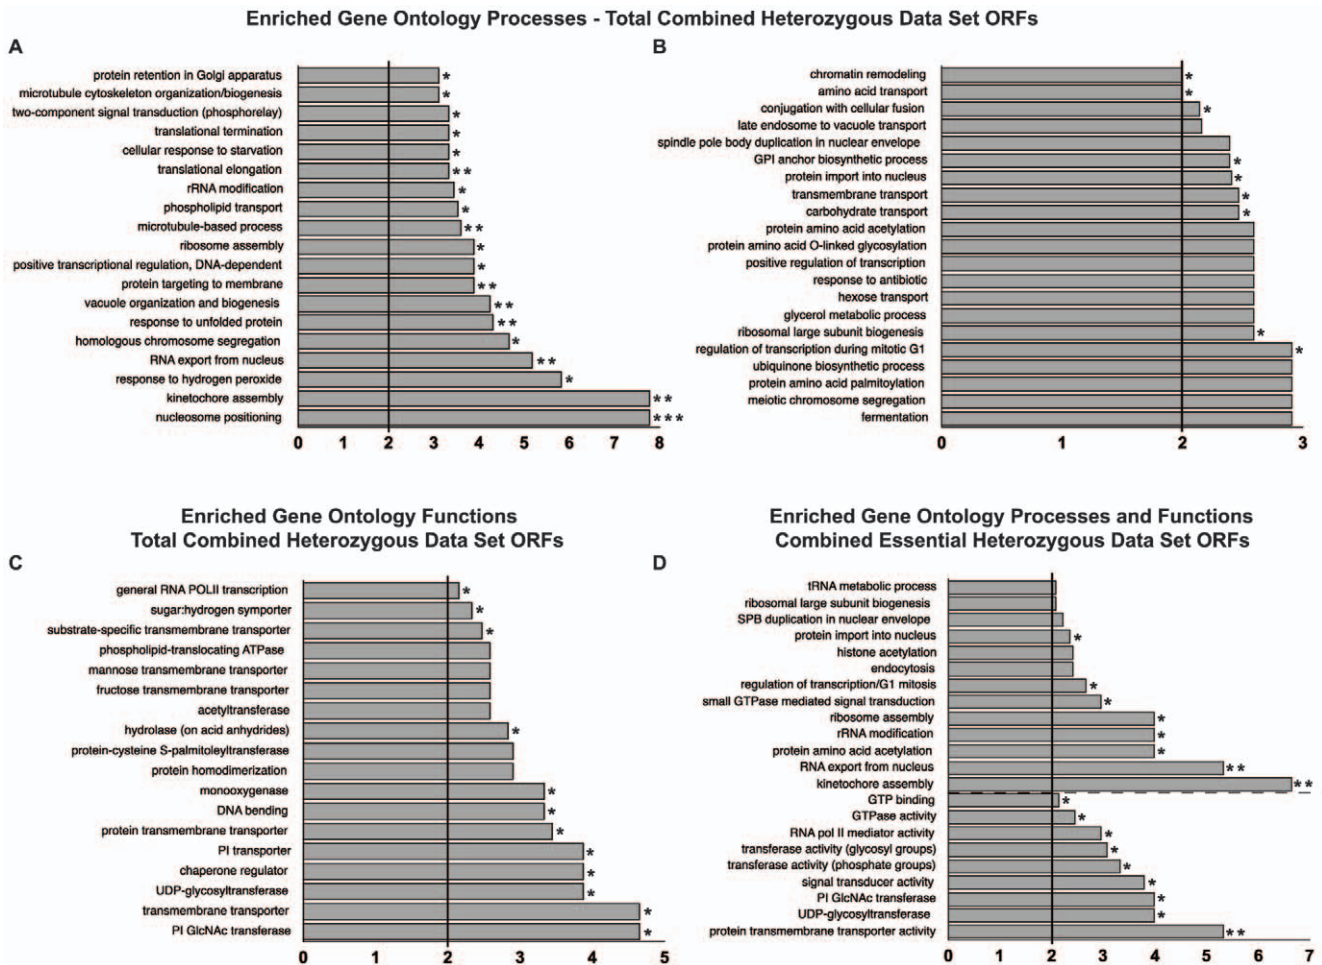 Enriched Gene Ontology Processes - Total Combined Heterozygous Data Set ORFs
A
protein retention in Golgi apparatus *
microtubule cytoskeleton organization/biogenesis *
two-component signal transduction (phosphorelay) *
translational termination *
cellular response to starvation *
translational elongation **
rRNA modification *
phospholipid transport *
microtubule-based process **
ribosome assembly *
positive transcriptional regulation, DNA-dependent *
protein targeting to membrane **
vacuole organization and biogenesis **
response to unfolded protein **
homologous chromosome segregation *
RNA export from nucleus **
response to hydrogen peroxide *
kinetochore assembly **
nucleosome positioning ***
0 1 2 3 4 5 6 7 8
B
chromatin remodeling *
amino acid transport *
conjugation with cellular fusion *
late endosome to vacuole transport
spindle pole body duplication in nuclear envelope
GPI anchor biosynthetic process *
protein import into nucleus *
transmembrane transport *
carbohydrate transport *
protein amino acid acetylation
protein amino acid O-linked glycosylation
positive regulation of transcription
response to antibiotic
hexose transport
glycerol metabolic process
ribosomal large subunit biogenesis *
regulation of transcription during mitotic G1 *
ubiquinone biosynthetic process
protein amino acid palmitoylation
meiotic chromosome segregation
fermentation
0 1 2 3
Enriched Gene Ontology Functions
Total Combined Heterozygous Data Set ORFs
C
general RNA POLII transcription *
sugar:hydrogen symporter *
substrate-specific transmembrane transporter *
phospholipid-translocating ATPase
mannose transmembrane transporter
fructose transmembrane transporter
acetyltransferase
hydrolase (on acid anhydrides) *
protein-cysteine S-palmitoleyltransferase
protein homodimerization
monooxygenase *
DNA bending *
protein transmembrane transporter *
PI transporter *
chaperone regulator *
UDP-glycosyltransferase *
transmembrane transporter *
PI GlcNAc transferase *
0 1 2 3 4 5
Enriched Gene Ontology Processes and Functions
Combined Essential Heterozygous Data Set ORFs
D
tRNA metabolic process
ribosomal large subunit biogenesis
SPB duplication in nuclear envelope
protein import into nucleus *
histone acetylation
endocytosis
regulation of transcription/G1 mitosis *
small GTPase mediated signal transduction *
ribosome assembly *
rRNA modification *
protein amino acid acetylation *
RNA export from nucleus **
kinetochore assembly **
GTP binding *
GTPase activity *
RNA pol II mediator activity *
transferase activity (glycosyl groups) *
transferase activity (phosphate groups) *
signal transducer activity *
PI GlcNAc transferase *
UDP-glycosyltransferase *
protein transmembrane transporter activity **
0 1 2 3 4 5 6 7